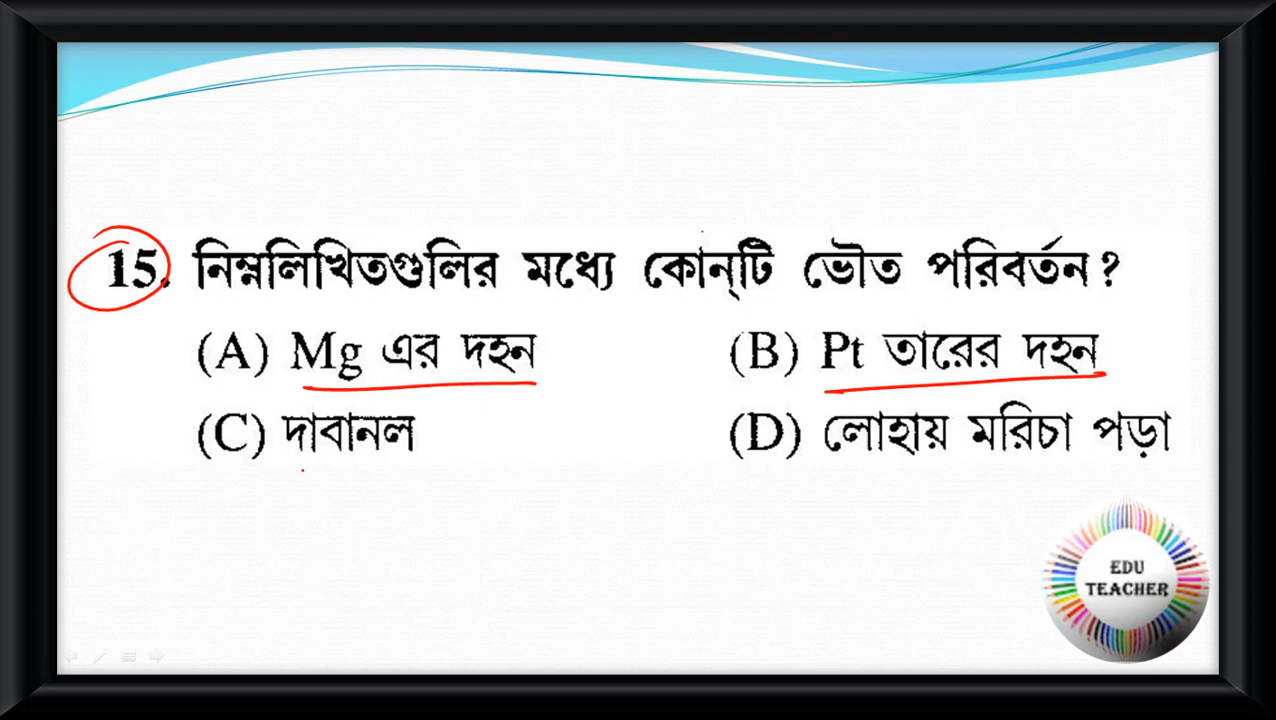 15. নিম্নলিখিতগুলির মধ্যে কোন্‌টি ভৌত পরিবর্তন?
(A) Mg এর দহন (B) Pt তারের দহন
(C) দাবানল (D) লোহায় মরিচা পড়া
EDU
TEACHER